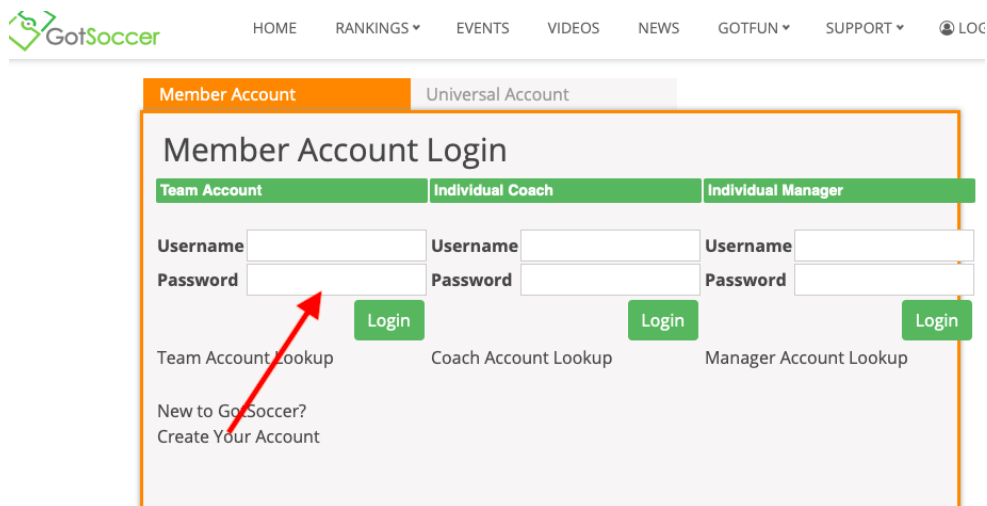 GotSoccer HOME RANKINGS EVENTS VIDEOS NEWS GOTFUN SUPPORT LOG
Member Account Universal Account
Member Account Login
Team Account Individual Coach Individual Manager
Username Username Username
Password Password Password
Login Login Login
Team Account Lookup Coach Account Lookup Manager Account Lookup
New to GotSoccer?
Create Your Account